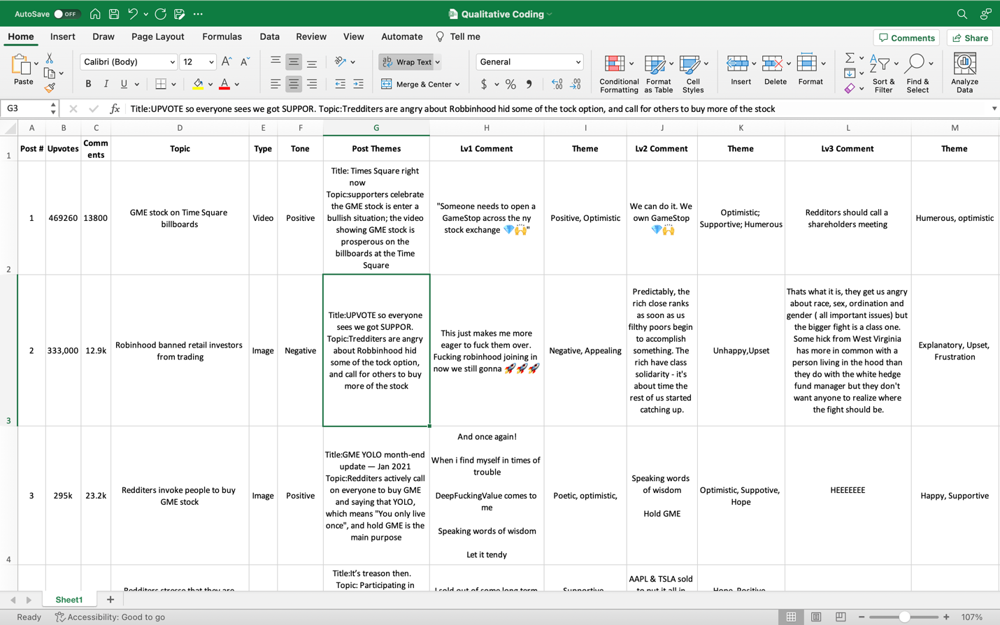 AutoSave OFF
Qualitative Coding
Home Insert Draw Page Layout Formulas Data Review View Automate Tell me Comments Share
Paste
Calibri (Body) 12
B I U
Wrap Text
Merge & Center
General
$ % 9
Conditional Formatting
Format as Table
Cell Styles
Insert Delete Format
Sort & Filter
Find & Select
Analyze Data
G3 fx Title:UPVOTE so everyone sees we got SUPPOR. Topic:Tredditers are angry about Robbinhood hid some of the tock option, and call for others to buy more of the stock
A B C D E F G H I J K L M
1
Post # Upvotes
Comm
ents
Topic Type Tone Post Themes Lv1 Comment Theme Lv2 Comment Theme Lv3 Comment Theme
2
1 469260 13800
GME stock on Time Square
billboards
Video Positive
Title: Times Square right
now
Topic:supporters celebrate
the GME stock is enter a
bullish situation; the video
showing GME stock is
prosperous on the
billboards at the Time
Square
"Someone needs to open a
GameStop across the ny
stock exchange 💎🙌"
Positive, Optimistic
We can do it. We
own GameStop
💎🙌
Optimistic;
Supportive; Humerous
Redditors should call a
shareholders meeting
Humerous, optimistic
3
2 333,000 12.9k
Robinhood banned retail investors
from trading
Image Negative
Title:UPVOTE so everyone
sees we got SUPPOR.
Topic:Tredditers are angry
about Robbinhood hid
some of the tock option,
and call for others to buy
more of the stock
This just makes me more
eager to fuck them over.
Fucking robinhood joining in
now we still gonna 🚀🚀🚀
Negative, Appealing
Predictably, the
rich close ranks
as soon as us
filthy poors begin
to accomplish
something. The
rich have class
solidarity - it's
about time the
rest of us started
catching up.
Unhappy,Upset
Thats what it is, they get us angry
about race, sex, ordination and
gender ( all important issues) but
the bigger fight is a class one.
Some hick from West Virginia
has more in common with a
person living in the hood than
they do with the white hedge
fund manager but they don't
want anyone to realize where
the fight should be.
Explanatory, Upset,
Frustration
4
3 295k 23.2k
Redditers invoke people to buy
GME stock
Image Positive
Title:GME YOLO month-end
update — Jan 2021
Topic:Redditers actively call
on everyone to buy GME
and saying that YOLO,
which means "You only live
once", and hold GME is the
main purpose
And once again!
When i find myself in times of
trouble
DeepFuckingValue comes to
me
Speaking words of wisdom
Let it tendy
Poetic, optimistic,
Speaking words
of wisdom
Hold GME
Optimistic, Suppotive,
Hope
HEEEEEEE
Happy, Supportive
Redditers stresse that they are
Title:It's treason then.
Topic: Participating in
I sold out of some long term
Supportive
AAPL & TSLA sold
to put it all in
Hope, Positive
Sheet1
Ready Accessibility: Good to go 107%